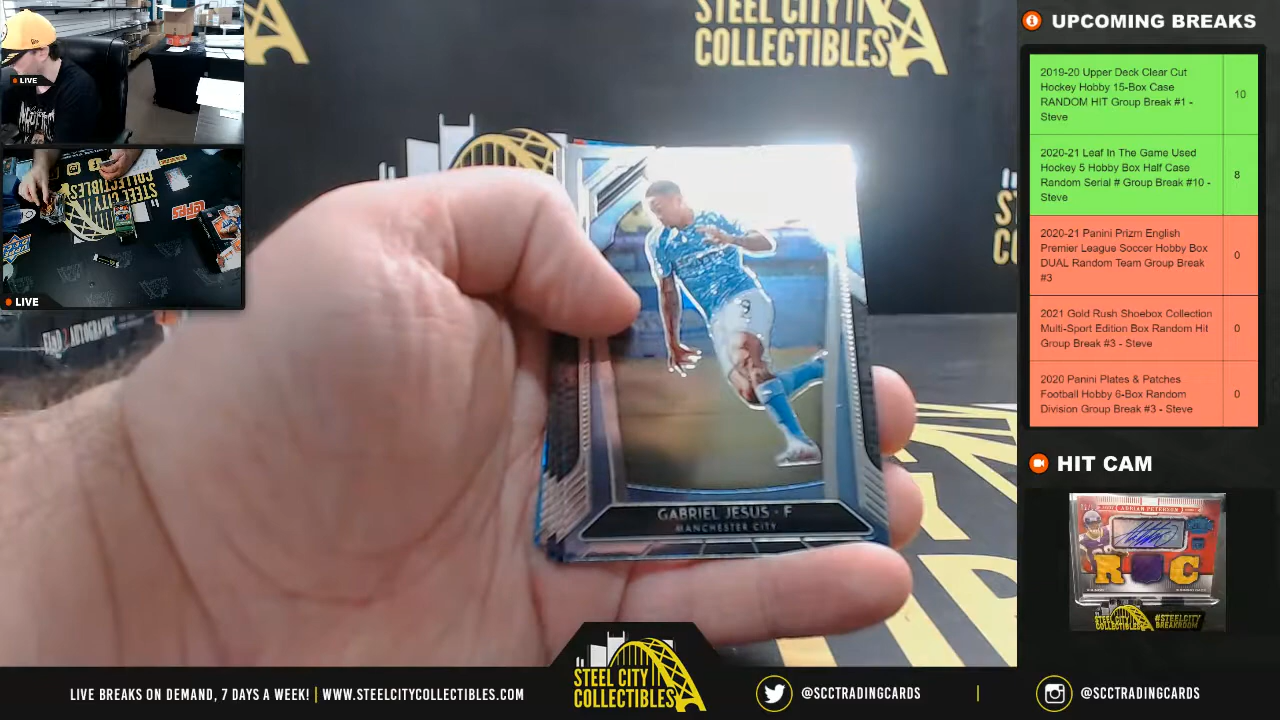 LIVE
LIVE
STEEL CITY
COLLECTIBLES
GABRIEL JESUS - F
MANCHESTER CITY
UPCOMING BREAKS
2019-20 Upper Deck Clear Cut
Hockey Hobby 15-Box Case
RANDOM HIT Group Break #1 -
Steve
10
2020-21 Leaf In The Game Used
Hockey 5 Hobby Box Half Case
Random Serial # Group Break #10 -
Steve
8
2020-21 Panini Prizm English
Premier League Soccer Hobby Box
DUAL Random Team Group Break
#3
0
2021 Gold Rush Shoebox Collection
Multi-Sport Edition Box Random Hit
Group Break #3 - Steve
0
2020 Panini Plates & Patches
Football Hobby 6-Box Random
Division Group Break #3 - Steve
0
HIT CAM
ADRIAN PETERSON
R C
#STEELCITY
BREAKROOM
LIVE BREAKS ON DEMAND, 7 DAYS A WEEK! | WWW.STEELCITYCOLLECTIBLES.COM
STEEL CITY
COLLECTIBLES
@SCCTRADINGCARDS
|
@SCCTRADINGCARDS